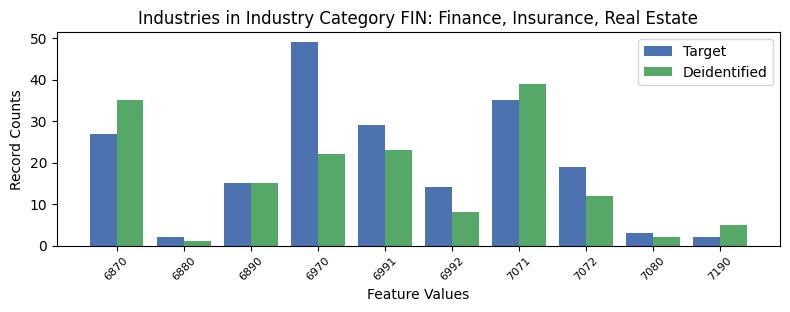 Industries in Industry Category FIN: Finance, Insurance, Real Estate
Target
Deidentified
Record Counts
50
40
30
20
10
0
6870 6880 6890 6970 6991 6992 7071 7072 7080 7190
Feature Values